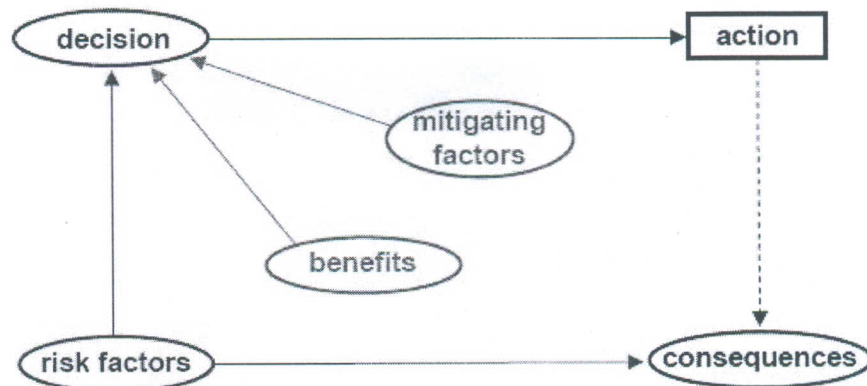 decision
action
mitigating
factors
benefits
risk factors
consequences